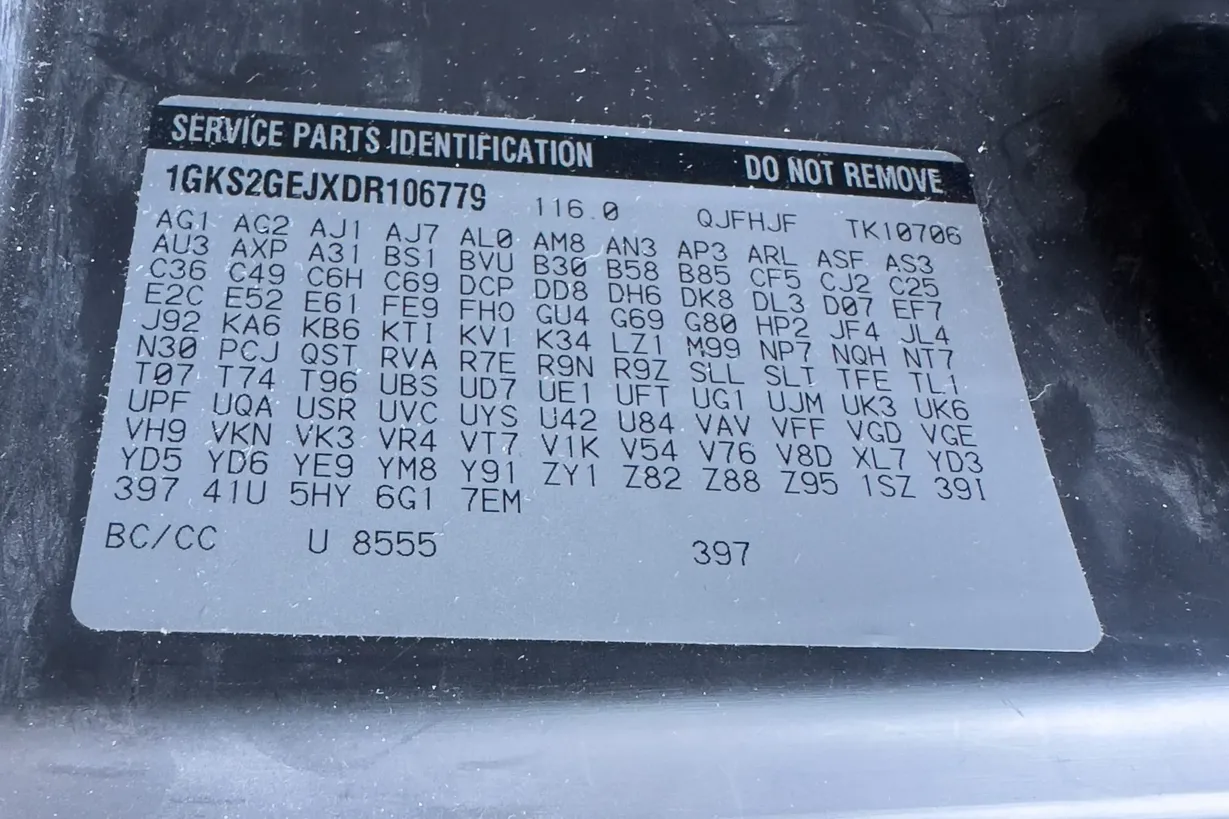 SERVICE PARTS IDENTIFICATION DO NOT REMOVE
1GKS2GEJXDR106779 116.0 QJFHJF TK10706
AG1 AG2 AJ1 AJ7 AL0 AM8 AN3 AP3 ARL ASF AS3
AU3 AXP A31 BS1 BVU B30 B58 B85 CF5 CJ2 C25
C36 C49 C6H C69 DCP DD8 DH6 DK8 DL3 D07 EF7
E2C E52 E61 FE9 FHO GU4 G69 G80 HP2 JF4 JL4
J92 KA6 KB6 KTI KV1 K34 LZ1 M99 NP7 NQH NT7
N30 PCJ QST RVA R7E R9N R9Z SLL SLT TFE TL1
T07 T74 T96 UBS UD7 UE1 UFT UG1 UJM UK3 UK6
UPF UQA USR UVC UYS U42 U84 VAV VFF VGD VGE
VH9 VKN VK3 VR4 VT7 V1K V54 V76 V8D XL7 YD3
YD5 YD6 YE9 YM8 Y91 ZY1 Z82 Z88 Z95 1SZ 39I
397 41U 5HY 6G1 7EM
BC/CC U 8555 397